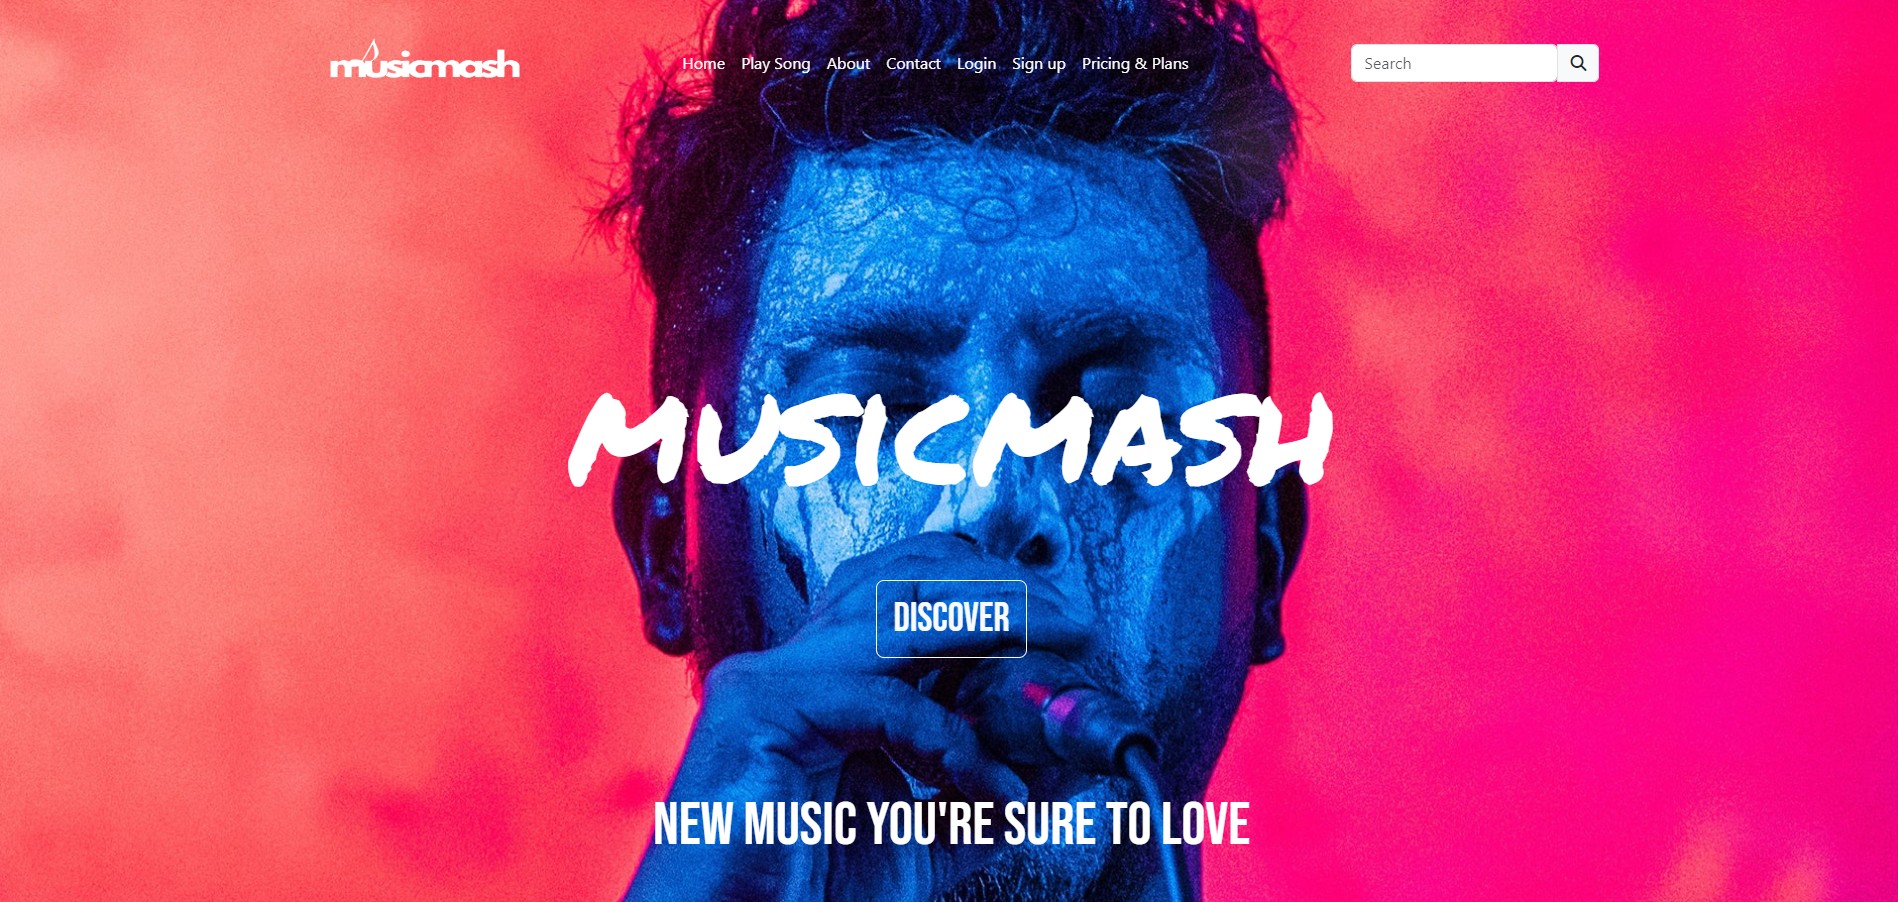 musicmash
Home Play Song About Contact Login Sign up Pricing & Plans
Search
MUSICMASH
DISCOVER
NEW MUSIC YOU'RE SURE TO LOVE